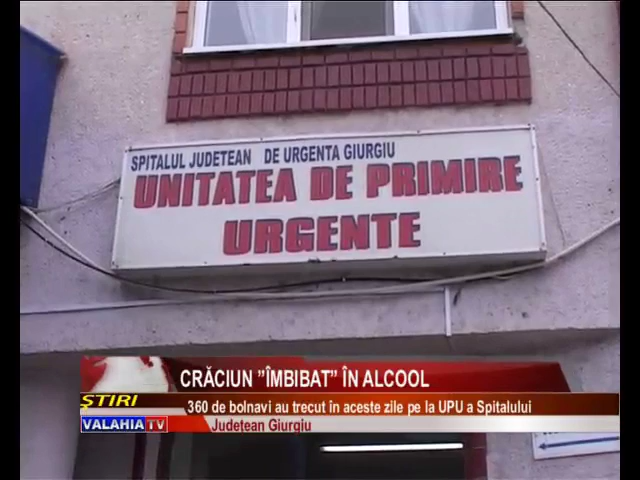 SPITALUL JUDETEAN DE URGENTA GIURGIU
UNITATEA DE PRIMIRE
URGENTE
CRĂCIUN "ÎMBIBAT" ÎN ALCOOL
ȘTIRI
360 de bolnavi au trecut în aceste zile pe la UPU a Spitalului
VALAHIA TV
Județean Giurgiu